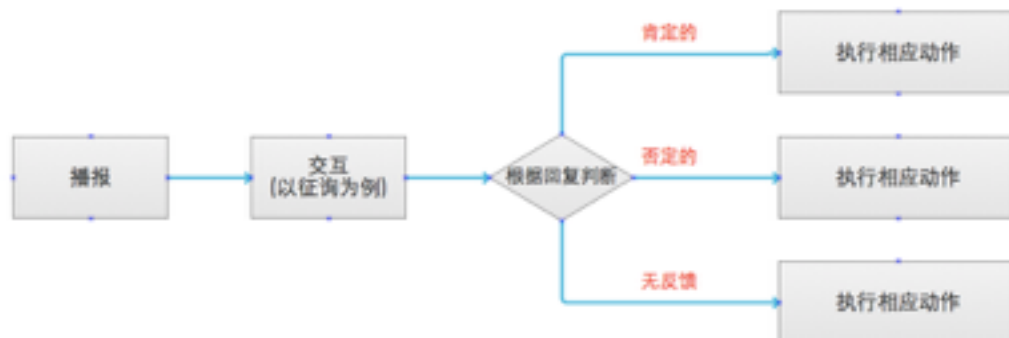 播报
交互
(以征询为例)
根据回复判断
肯定的
执行相应动作
否定的
执行相应动作
无反馈
执行相应动作